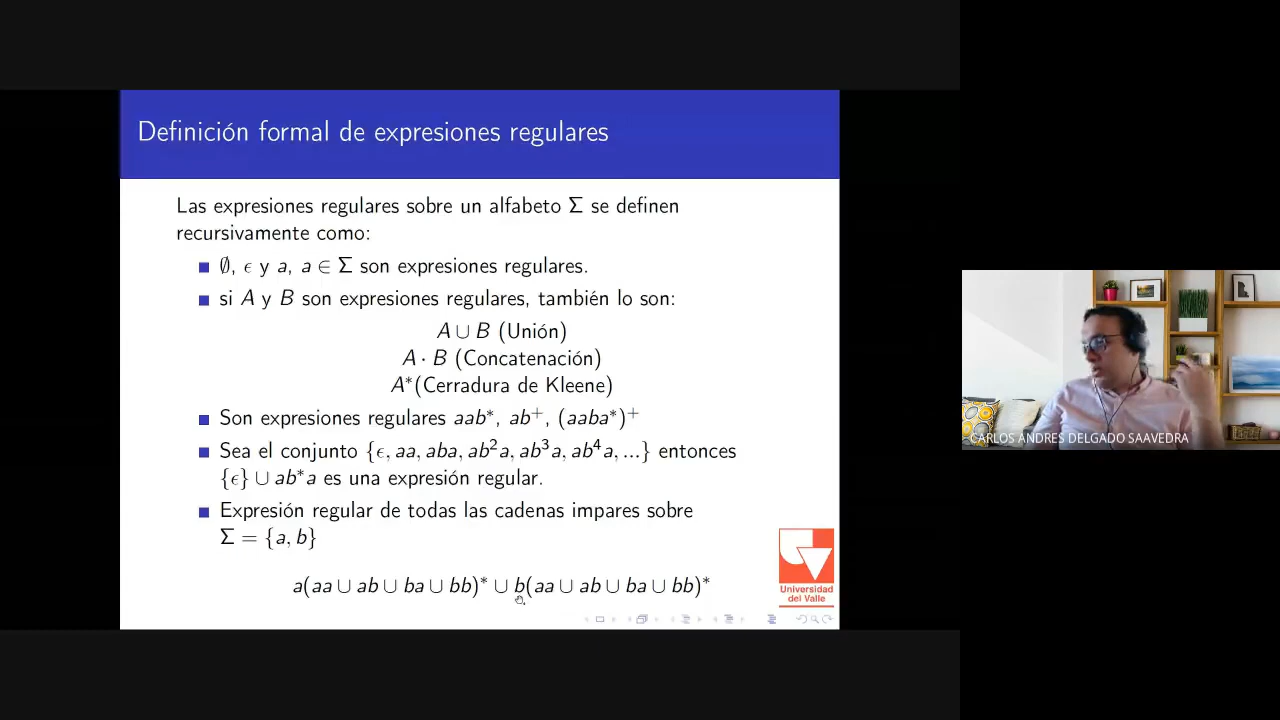 Definición formal de expresiones regulares
Las expresiones regulares sobre un alfabeto Σ se definen
recursivamente como:
∅, ϵ y a, a ∈ Σ son expresiones regulares.
si A y B son expresiones regulares, también lo son:
A ∪ B (Unión)
A · B (Concatenación)
A*(Cerradura de Kleene)
Son expresiones regulares aab*, ab⁺, (aaba*)⁺
Sea el conjunto {ϵ, aa, aba, ab²a, ab³a, ab⁴a, ...} entonces
{ϵ} ∪ ab*a es una expresión regular.
Expresión regular de todas las cadenas impares sobre
Σ = {a, b}
a(aa ∪ ab ∪ ba ∪ bb)* ∪ b(aa ∪ ab ∪ ba ∪ bb)*
Universidad
del Valle
CARLOS ANDRES DELGADO SAAVEDRA